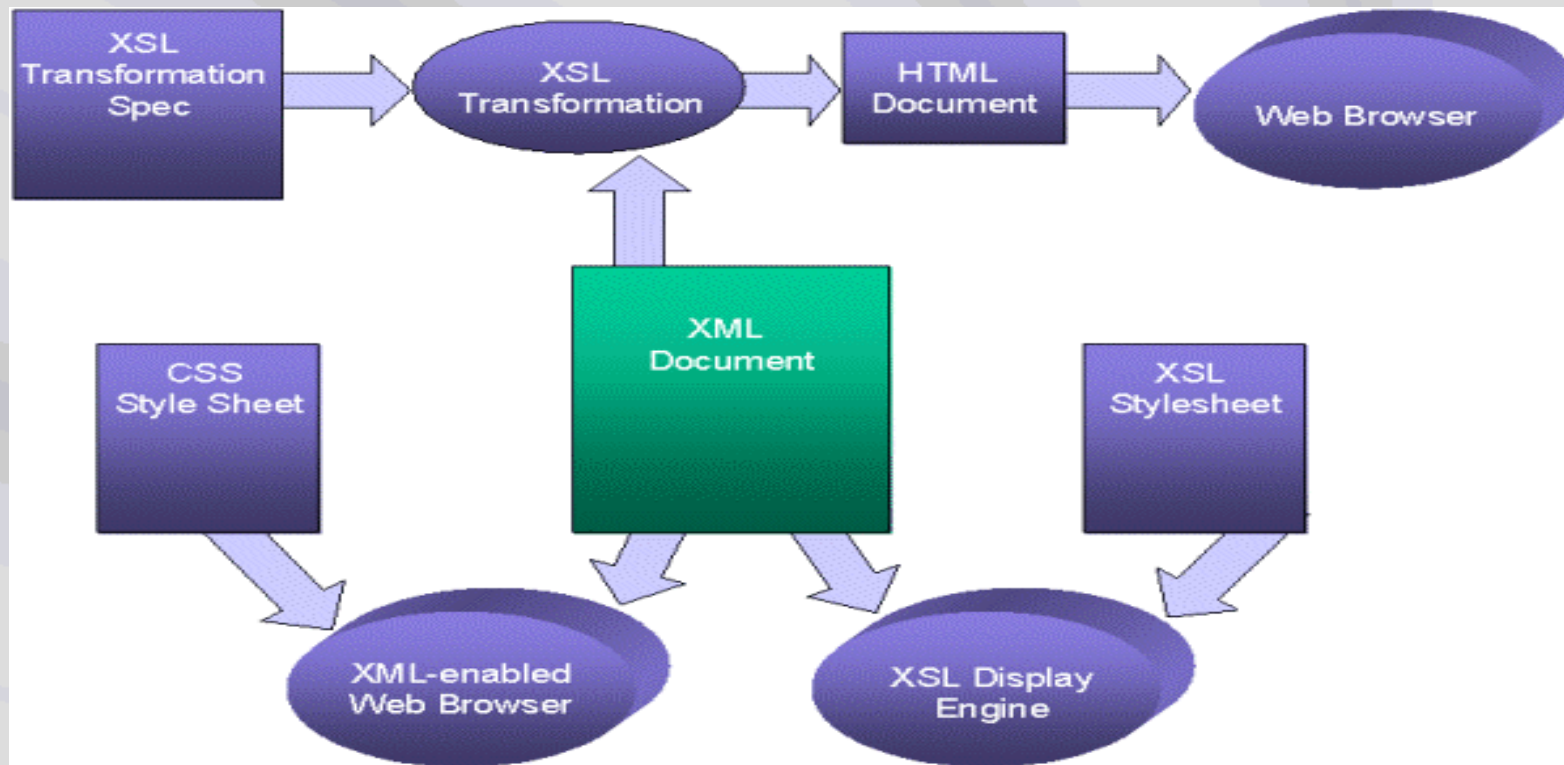 XSL
Transformation
Spec
XSL
Transformation
HTML
Document
Web Browser
XML
Document
CSS
Style Sheet
XSL
Stylesheet
XML-enabled
Web Browser
XSL Display
Engine